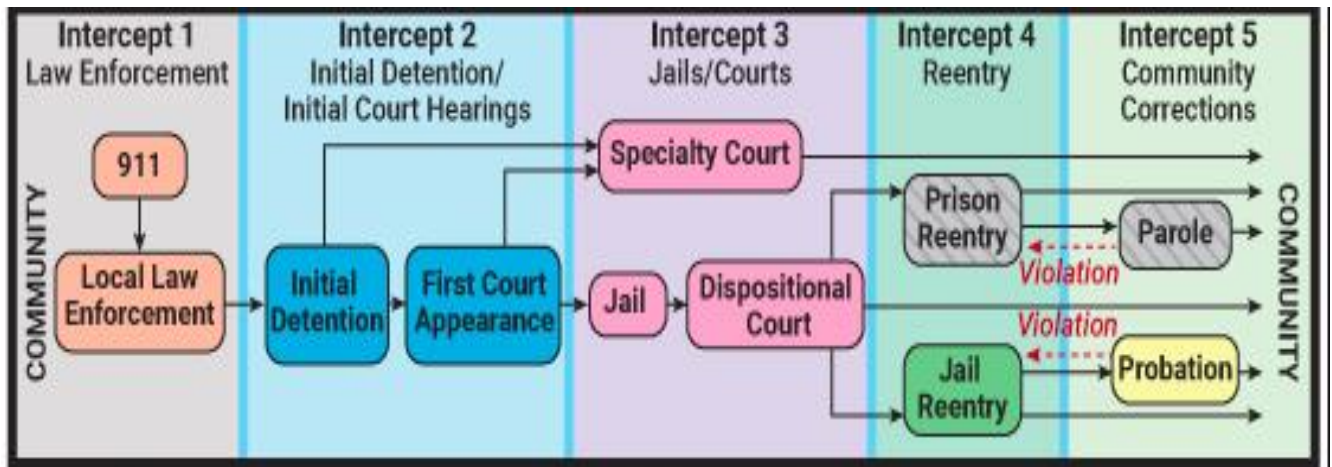 Intercept 1
Law Enforcement
Intercept 2
Initial Detention/
Initial Court Hearings
Intercept 3
Jails/Courts
Intercept 4
Reentry
Intercept 5
Community
Corrections
COMMUNITY
911
Local Law
Enforcement
Initial
Detention
First Court
Appearance
Specialty Court
Jail
Dispositional
Court
Prison
Reentry
Violation
Parole
Violation
Jail
Reentry
Probation
COMMUNITY